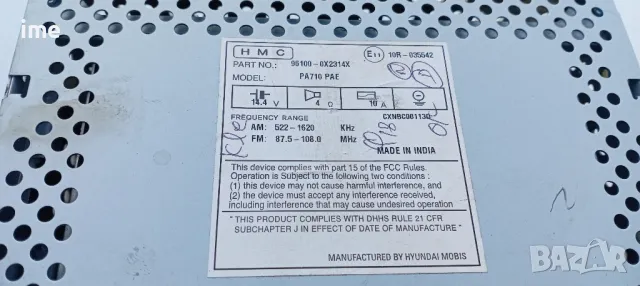 ime
HMC
E11 10R-035542
PART NO.: 96100-0X2314X
MODEL: PA710 PAE
14.4 V 4 Ω 10 A
FREQUENCY RANGE CXNBC0611300
AM: 522-1620 KHz
FM: 87.5-108.0 MHz
MADE IN INDIA
This device complies with part 15 of the FCC Rules.
Operation is Subject to the following two conditions :
(1) this device may not cause harmful interference, and
(2) the device must accept any interference received,
including interference that may cause undesired operation
" THIS PRODUCT COMPLIES WITH DHHS RULE 21 CFR
SUBCHAPTER J IN EFFECT OF DATE OF MANUFACTURE "
MANUFACTURED BY HYUNDAI MOBIS
BAZAR
bg